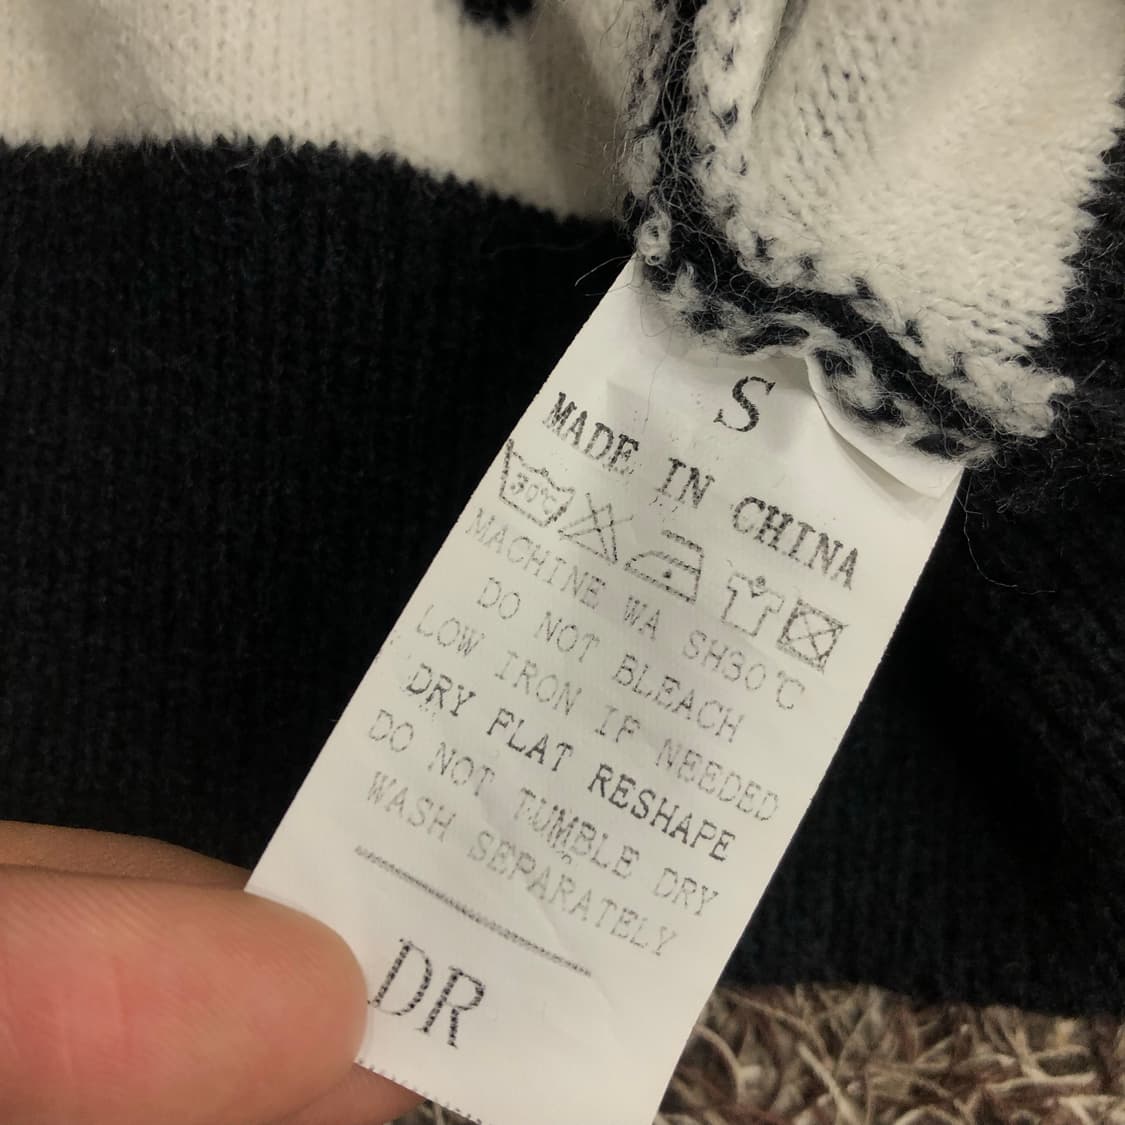 S
MADE IN CHINA
30℃
MACHINE WA SH30℃
DO NOT BLEACH
LOW IRON IF NEEDED
DRY FLAT RESHAPE
DO NOT TUMBLE DRY
WASH SEPARATELY
DR